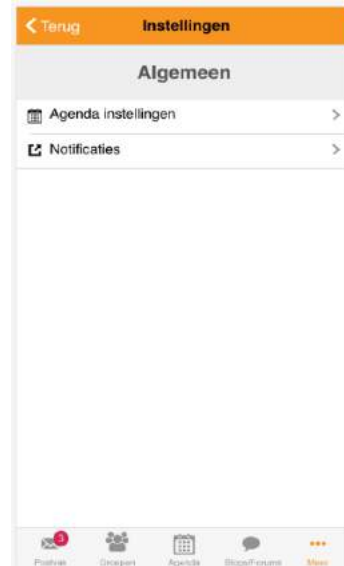 Terug
Instellingen
Algemeen
Agenda instellingen
Notificaties
3
Postvak
Groepen
Agenda
Blogs/Forums
Meer